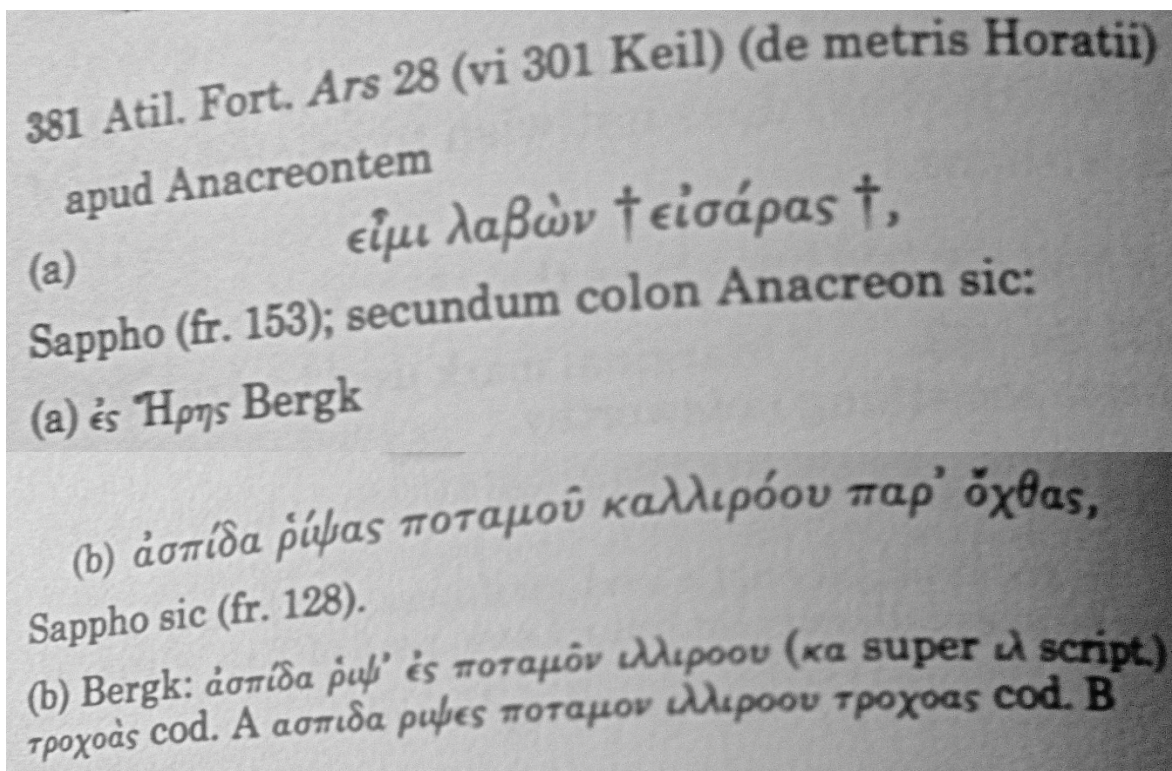 381 Atil. Fort. Ars 28 (vi 301 Keil) (de metris Horatii)
apud Anacreontem
(a) εἶμι λαβὼν †εἰσάρας†,
Sappho (fr. 153); secundum colon Anacreon sic:
(a) ἐς Ἥρης Bergk
(b) ἀσπίδα ῥίψας ποταμοῦ καλλιρόου παρ’ ὄχθας,
Sappho sic (fr. 128).
(b) Bergk: ἀσπίδα ῥιψ’ ἐς ποταμὸν ιλλιροου (κα super ιλ script.)
τροχοὰς cod. A ασπιδα ρυψες ποταμον ιλλιροου τροχοας cod. B